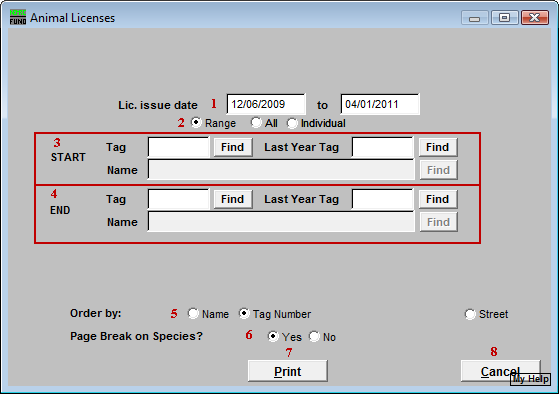 FUND Animal Licenses
Lic. issue date 1 12/06/2009 to 04/01/2011
2 Range All Individual
3 START Tag Find Last Year Tag Find
Name Find
4 END Tag Find Last Year Tag Find
Name Find
Order by: 5 Name Tag Number Street
Page Break on Species? 6 Yes No
7 8
Print Cancel
My Help